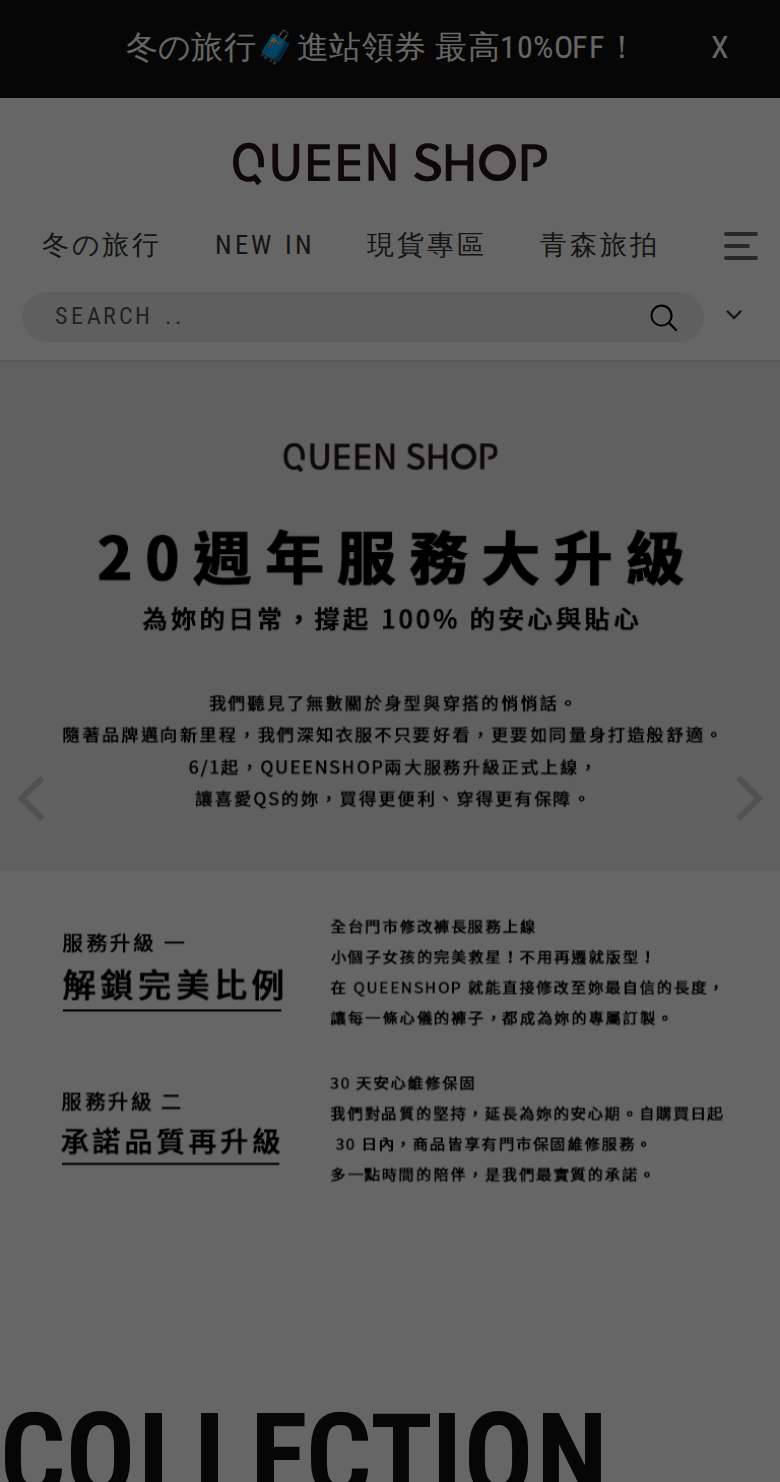 冬の旅行🧳進站領券 最高10%OFF！
X
QUEEN SHOP
冬の旅行 NEW IN 現貨專區 青森旅拍
SEARCH ..
QUEEN SHOP
20週年服務大升級
為妳的日常，撐起 100% 的安心與貼心
我們聽見了無數關於身型與穿搭的悄悄話。
隨著品牌邁向新里程，我們深知衣服不只要好看，更要如同量身打造般舒適。
6/1起，QUEENSHOP兩大服務升級正式上線，
讓喜愛QS的妳，買得更便利、穿得更有保障。
服務升級 一
解鎖完美比例
全台門市修改褲長服務上線
小個子女孩的完美救星！不用再遷就版型！
在 QUEENSHOP 就能直接修改至妳最自信的長度，
讓每一條心儀的褲子，都成為妳的專屬訂製。
服務升級 二
承諾品質再升級
30 天安心維修保固
我們對品質的堅持，延長為妳的安心期。自購買日起
30 日內，商品皆享有門市保固維修服務。
多一點時間的陪伴，是我們最實質的承諾。
COLLECTION